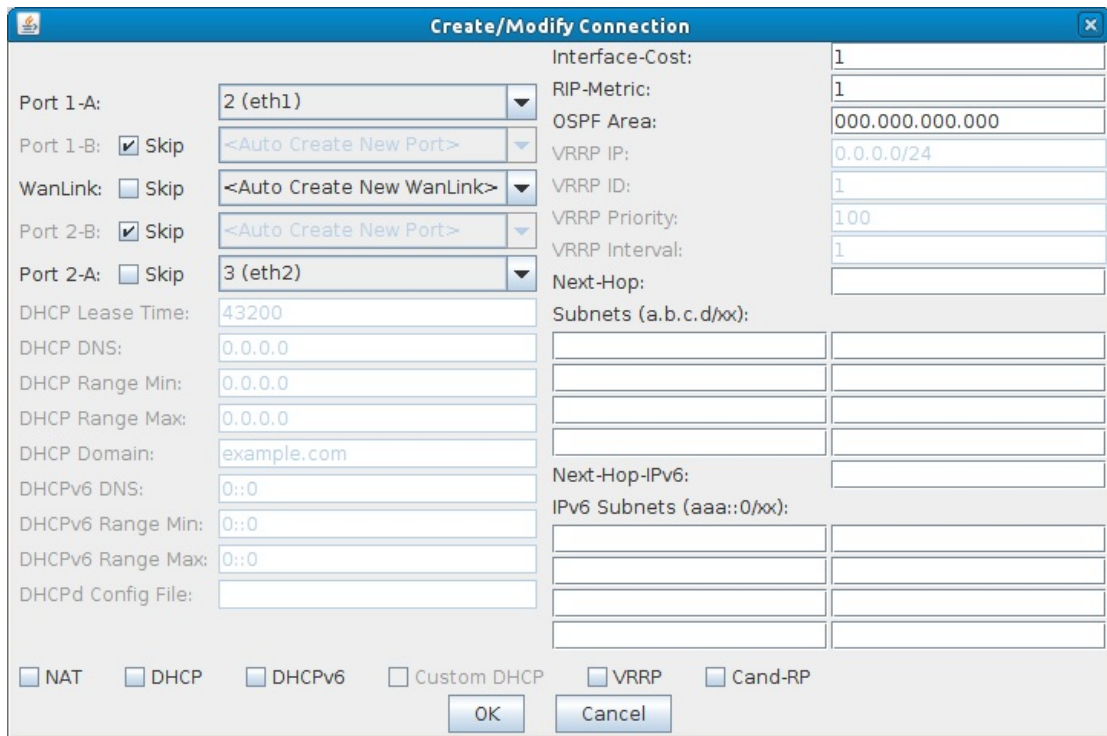 Create/Modify Connection
Port 1-A: 2 (eth1)
Port 1-B: Skip <Auto Create New Port>
WanLink: Skip <Auto Create New WanLink>
Port 2-B: Skip <Auto Create New Port>
Port 2-A: Skip 3 (eth2)
DHCP Lease Time: 43200
DHCP DNS: 0.0.0.0
DHCP Range Min: 0.0.0.0
DHCP Range Max: 0.0.0.0
DHCP Domain: example.com
DHCPv6 DNS: 0::0
DHCPv6 Range Min: 0::0
DHCPv6 Range Max: 0::0
DHCPd Config File:
Interface-Cost: 1
RIP-Metric: 1
OSPF Area: 000.000.000.000
VRRP IP: 0.0.0.0/24
VRRP ID: 1
VRRP Priority: 100
VRRP Interval: 1
Next-Hop:
Subnets (a.b.c.d/xx):
Next-Hop-IPv6:
IPv6 Subnets (aaa::0/xx):
NAT DHCP DHCPv6 Custom DHCP VRRP Cand-RP
OK Cancel